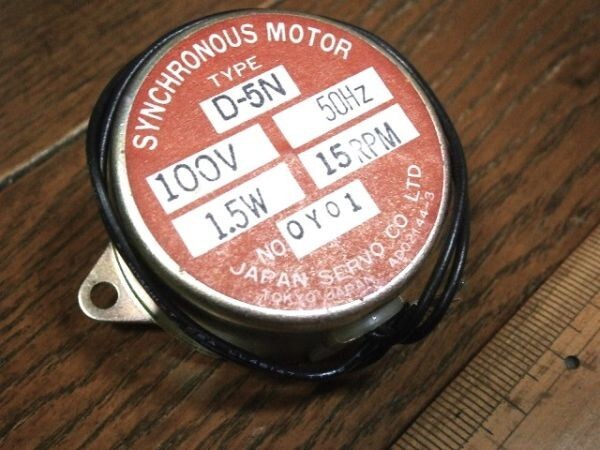 SYNCHRONOUS MOTOR
TYPE
D-5N
100V 50Hz
1.5W 15RPM
NO. 0Y01
JAPAN SERVO CO LTD
TOKYO JAPAN